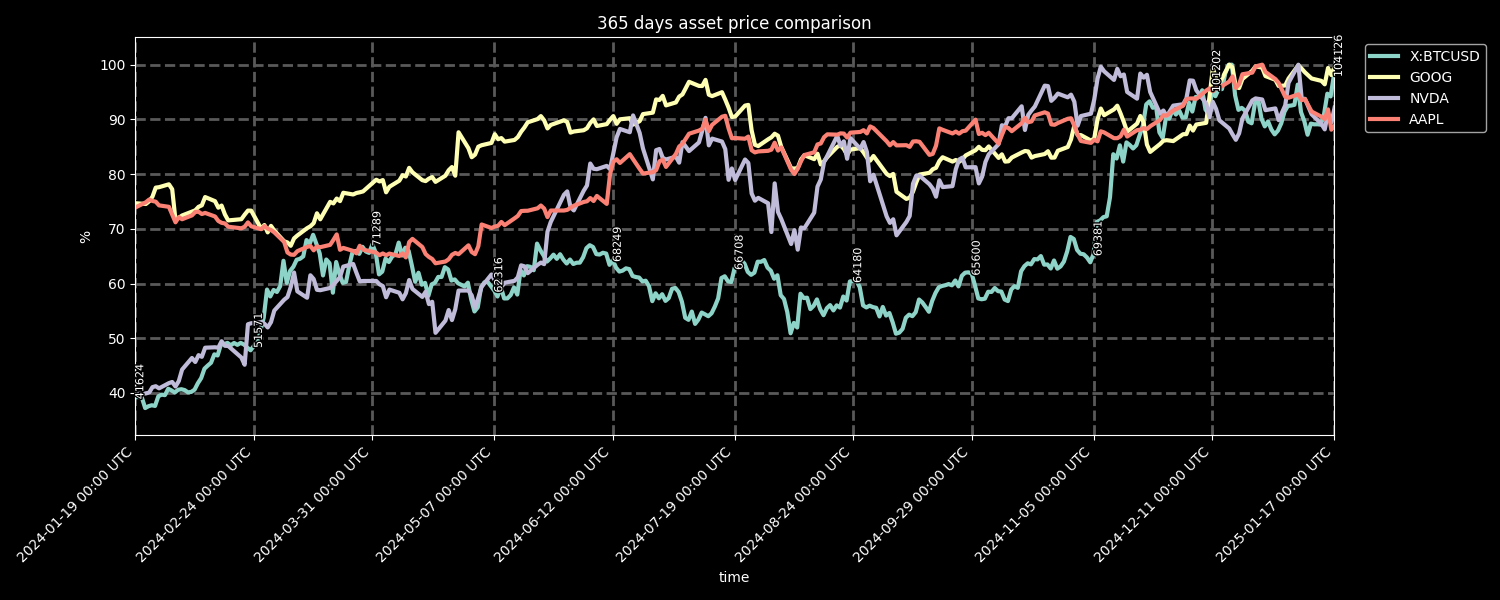 365 days asset price comparison
X:BTCUSD
GOOG
NVDA
AAPL
%
100
90
80
70
60
50
40
41624
51571
71289
62316
68249
66708
64180
65600
69381
101202
104126
2024-01-19 00:00 UTC
2024-02-24 00:00 UTC
2024-03-31 00:00 UTC
2024-05-07 00:00 UTC
2024-06-12 00:00 UTC
2024-07-19 00:00 UTC
2024-08-24 00:00 UTC
2024-09-29 00:00 UTC
2024-11-05 00:00 UTC
2024-12-11 00:00 UTC
2025-01-17 00:00 UTC
time